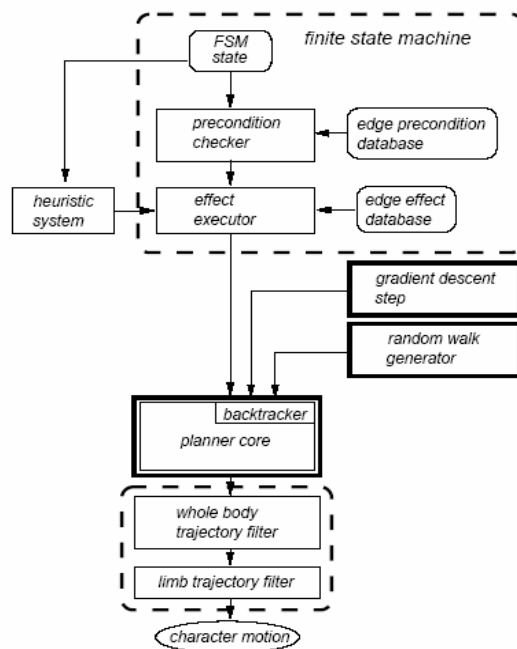 FSM
state
finite state machine
precondition
checker
edge precondition
database
heuristic
system
effect
executor
edge effect
database
gradient descent
step
random walk
generator
backtracker
planner core
whole body
trajectory filter
limb trajectory filter
character motion